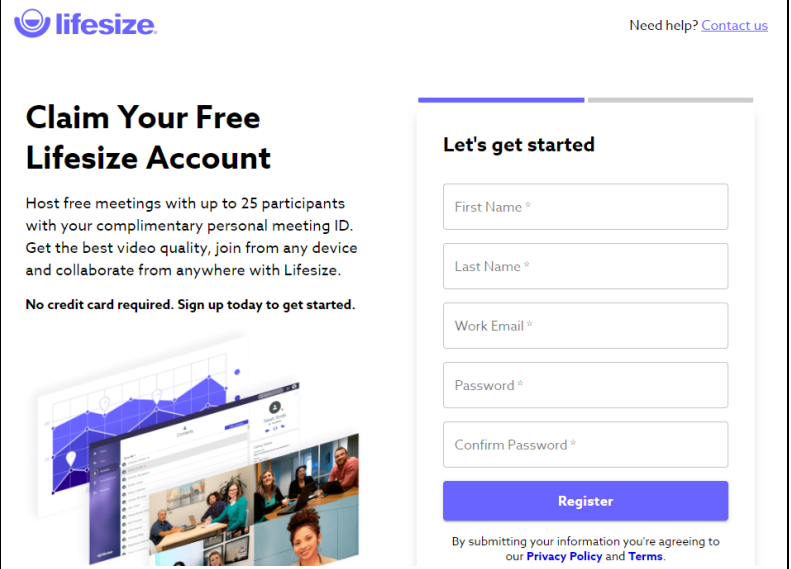 lifesize
Need help? Contact us
Claim Your Free
Lifesize Account
Host free meetings with up to 25 participants
with your complimentary personal meeting ID.
Get the best video quality, join from any device
and collaborate from anywhere with Lifesize.
No credit card required. Sign up today to get started.
Let's get started
First Name *
Last Name *
Work Email *
Password *
Confirm Password *
Register
By submitting your information you're agreeing to
our Privacy Policy and Terms.